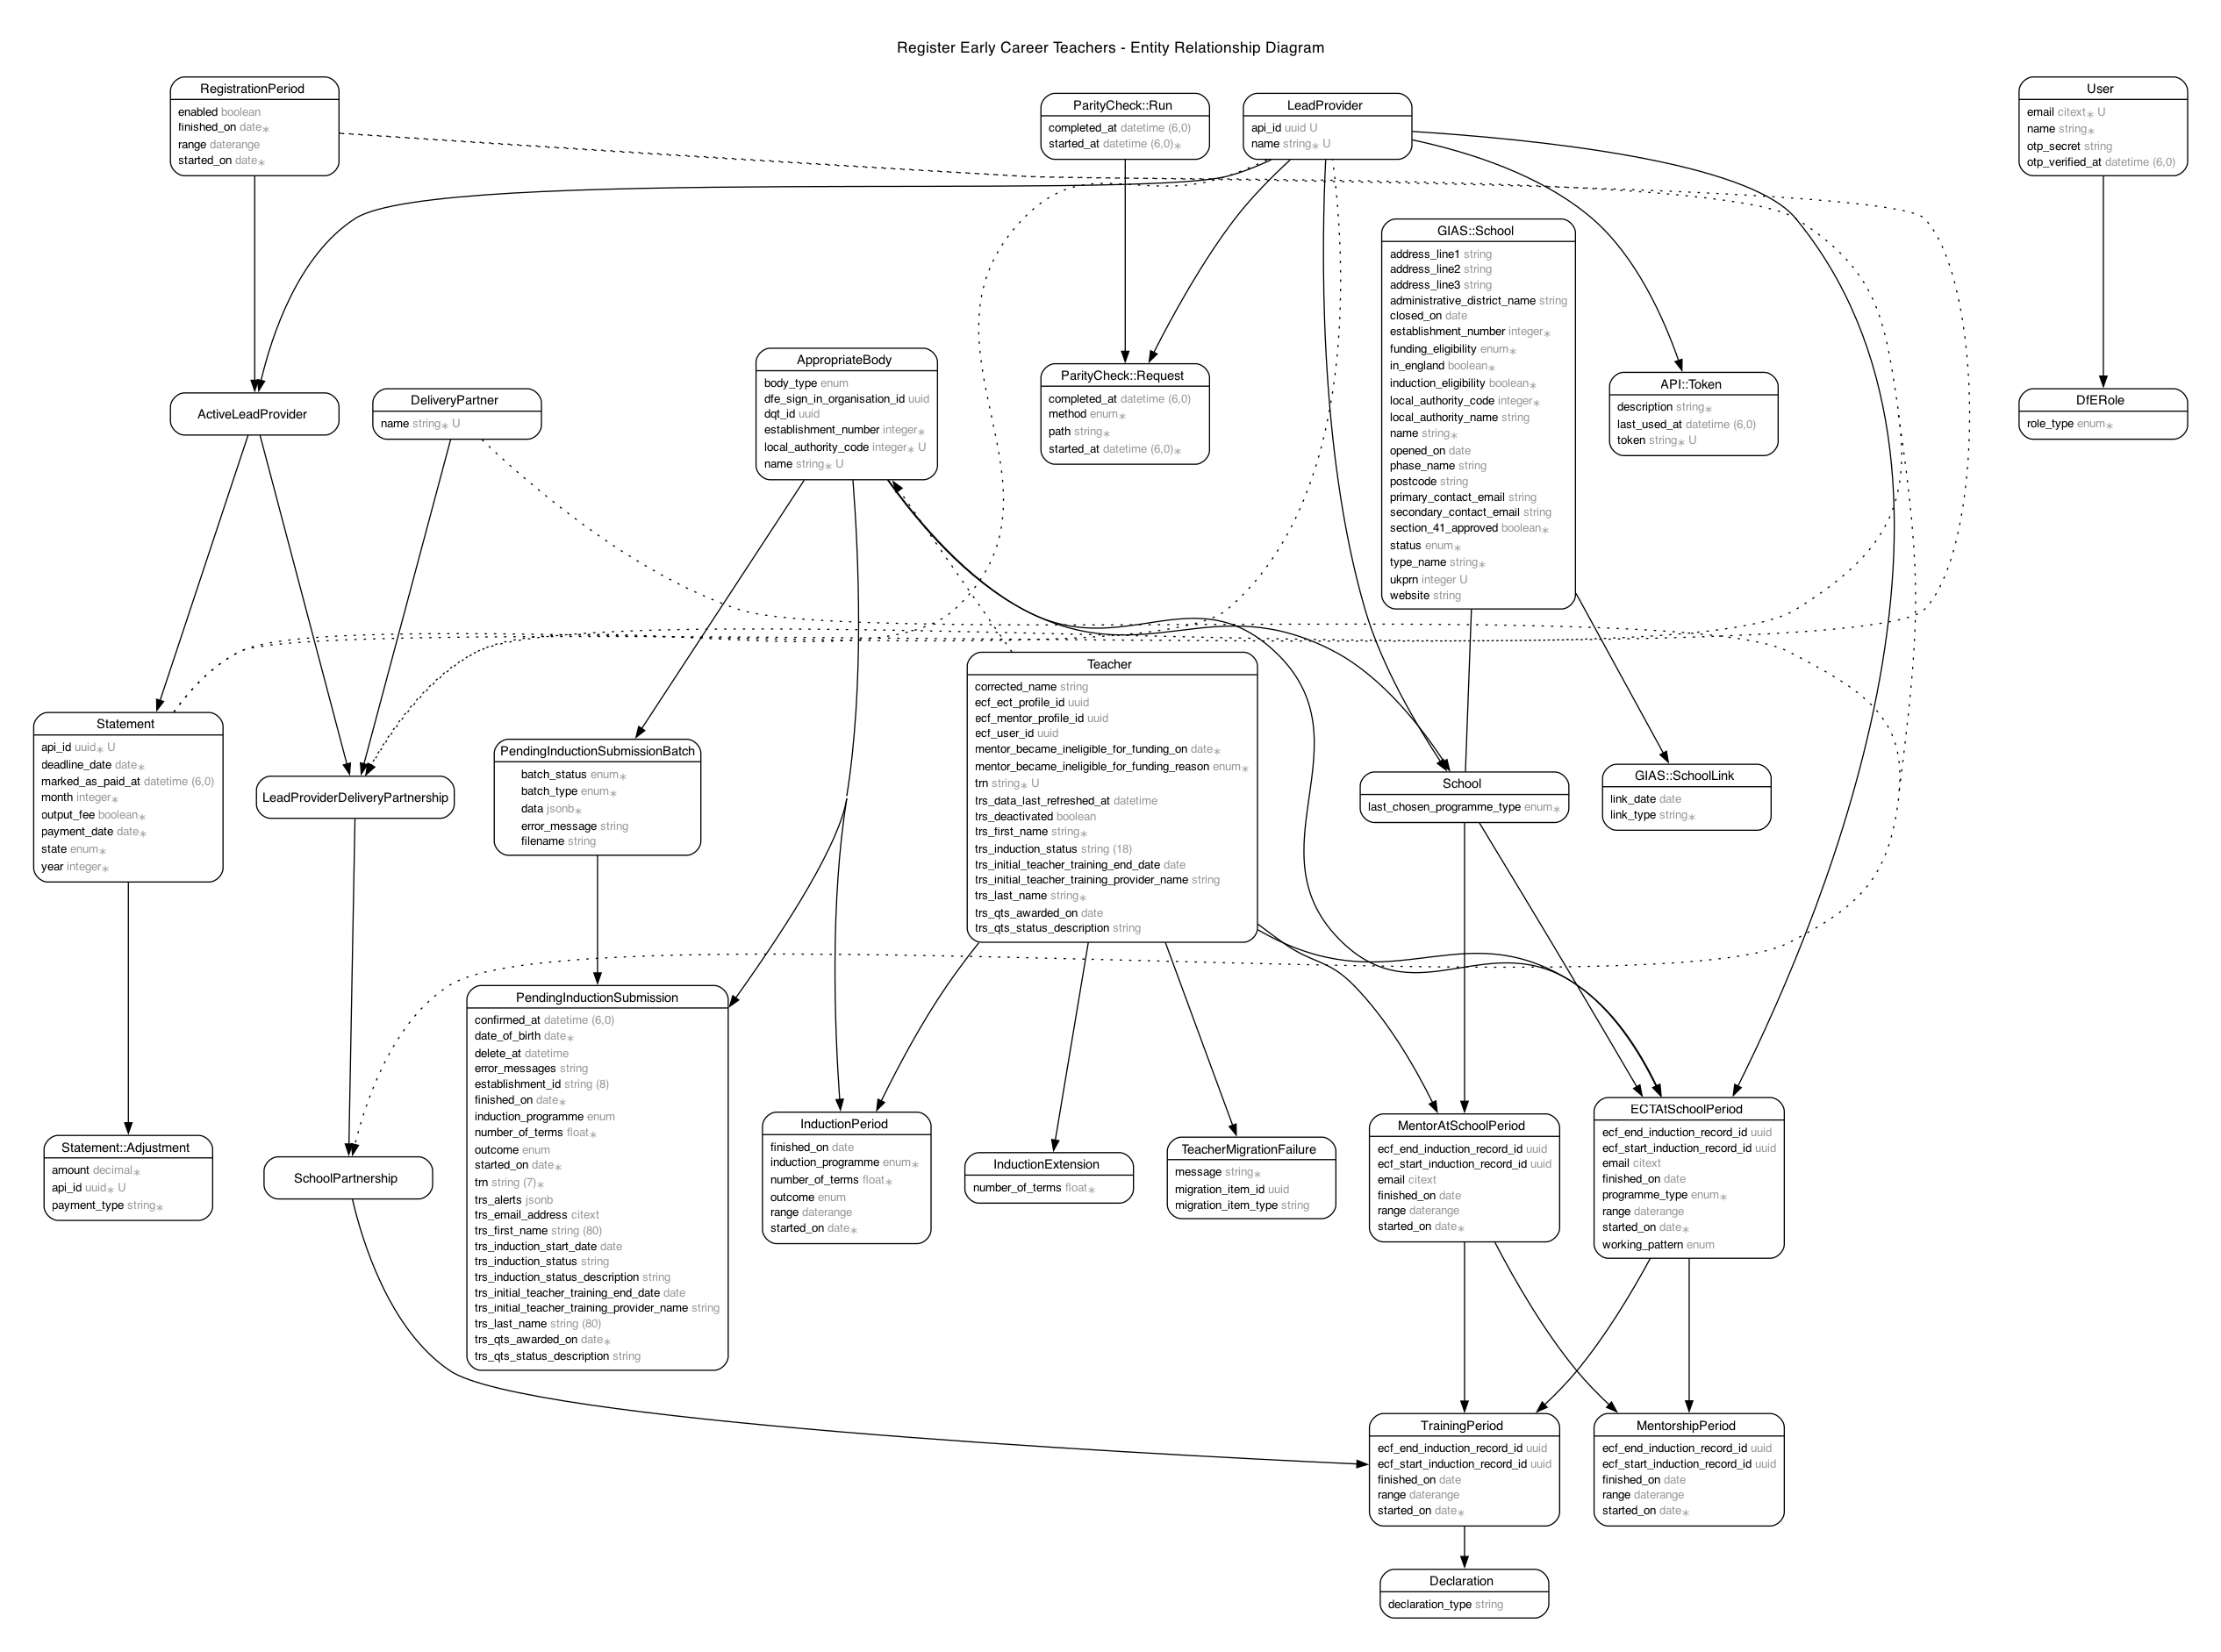 Register Early Career Teachers - Entity Relationship Diagram
RegistrationPeriod
enabled boolean
finished_on date∗
range daterange
started_on date∗
ParityCheck::Run
completed_at datetime (6,0)
started_at datetime (6,0)∗
LeadProvider
api_id uuid U
name string∗ U
User
email citext∗ U
name string∗
otp_secret string
otp_verified_at datetime (6,0)
GIAS::School
address_line1 string
address_line2 string
address_line3 string
administrative_district_name string
closed_on date
establishment_number integer∗
funding_eligibility enum∗
in_england boolean∗
induction_eligibility boolean∗
local_authority_code integer∗
local_authority_name string
name string∗
opened_on date
phase_name string
postcode string
primary_contact_email string
secondary_contact_email string
section_41_approved boolean∗
status enum∗
type_name string∗
ukprn integer U
website string
ActiveLeadProvider
DeliveryPartner
name string∗ U
AppropriateBody
body_type enum
dfe_sign_in_organisation_id uuid
dqt_id uuid
establishment_number integer∗
local_authority_code integer∗ U
name string∗ U
ParityCheck::Request
completed_at datetime (6,0)
method enum∗
path string∗
started_at datetime (6,0)∗
API::Token
description string∗
last_used_at datetime (6,0)
token string∗ U
DfERole
role_type enum∗
Statement
api_id uuid∗ U
deadline_date date∗
marked_as_paid_at datetime (6,0)
month integer∗
output_fee boolean∗
payment_date date∗
state enum∗
year integer∗
LeadProviderDeliveryPartnership
PendingInductionSubmissionBatch
batch_status enum∗
batch_type enum∗
data jsonb∗
error_message string
filename string
Teacher
corrected_name string
ecf_ect_profile_id uuid
ecf_mentor_profile_id uuid
ecf_user_id uuid
mentor_became_ineligible_for_funding_on date∗
mentor_became_ineligible_for_funding_reason enum∗
trn string∗ U
trs_data_last_refreshed_at datetime
trs_deactivated boolean
trs_first_name string∗
trs_induction_status string (18)
trs_initial_teacher_training_end_date date
trs_initial_teacher_training_provider_name string
trs_last_name string∗
trs_qts_awarded_on date
trs_qts_status_description string
School
last_chosen_programme_type enum∗
GIAS::SchoolLink
link_date date
link_type string∗
Statement::Adjustment
amount decimal∗
api_id uuid∗ U
payment_type string∗
SchoolPartnership
PendingInductionSubmission
confirmed_at datetime (6,0)
date_of_birth date∗
delete_at datetime
error_messages string
establishment_id string (8)
finished_on date∗
induction_programme enum
number_of_terms float∗
outcome enum
started_on date∗
trn string (7)∗
trs_alerts jsonb
trs_email_address citext
trs_first_name string (80)
trs_induction_start_date date
trs_induction_status string
trs_induction_status_description string
trs_initial_teacher_training_end_date date
trs_initial_teacher_training_provider_name string
trs_last_name string (80)
trs_qts_awarded_on date∗
trs_qts_status_description string
InductionPeriod
finished_on date
induction_programme enum∗
number_of_terms float∗
outcome enum
range daterange
started_on date∗
InductionExtension
number_of_terms float∗
TeacherMigrationFailure
message string∗
migration_item_id uuid
migration_item_type string
MentorAtSchoolPeriod
ecf_end_induction_record_id uuid
ecf_start_induction_record_id uuid
email citext
finished_on date
range daterange
started_on date∗
ECTAtSchoolPeriod
ecf_end_induction_record_id uuid
ecf_start_induction_record_id uuid
email citext
finished_on date
programme_type enum∗
range daterange
started_on date∗
working_pattern enum
TrainingPeriod
ecf_end_induction_record_id uuid
ecf_start_induction_record_id uuid
finished_on date
range daterange
started_on date∗
MentorshipPeriod
ecf_end_induction_record_id uuid
ecf_start_induction_record_id uuid
finished_on date
range daterange
started_on date∗
Declaration
declaration_type string